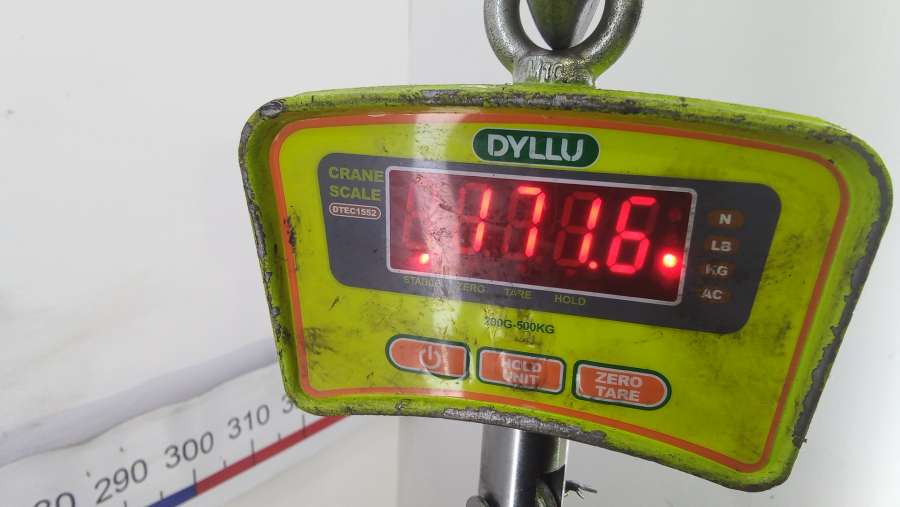 M10
DYLLU
CRANE
SCALE
DTEC1552
171.6
N
LB
KG
AC
STABLE ZERO TARE HOLD
200G-500KG
HOLD
UNIT
ZERO
TARE
290 300 310